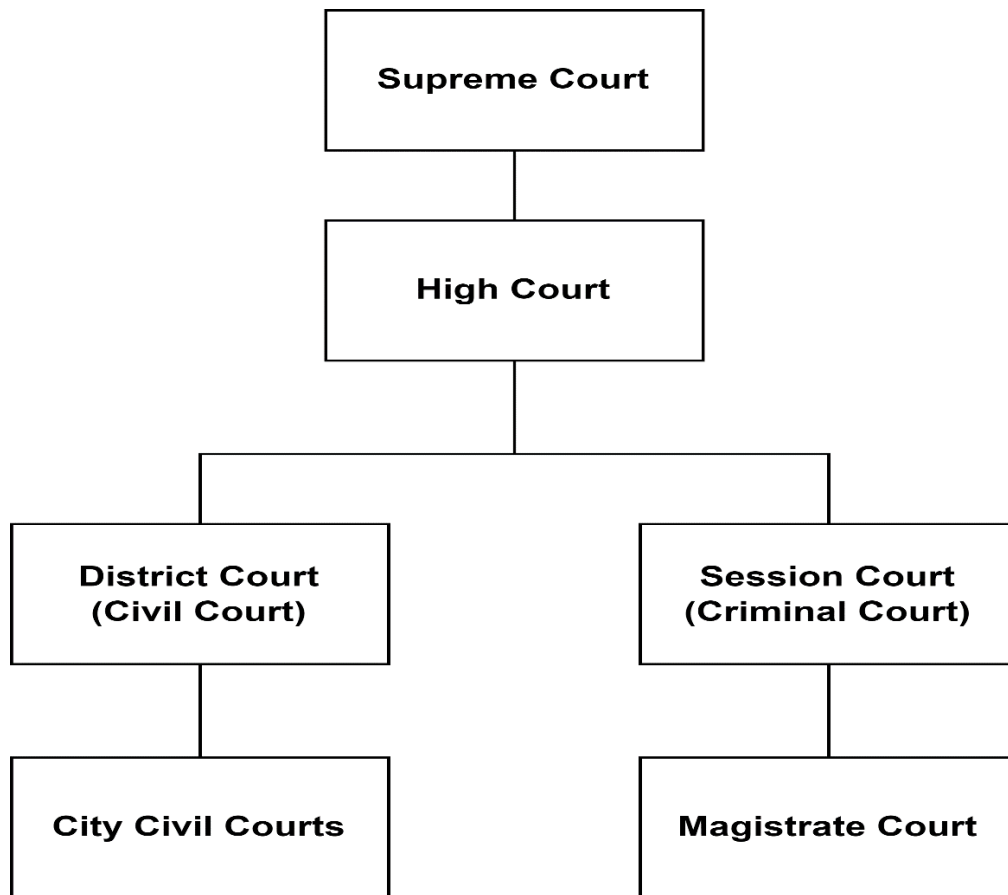 Supreme Court
High Court
District Court
(Civil Court)
Session Court
(Criminal Court)
City Civil Courts
Magistrate Court